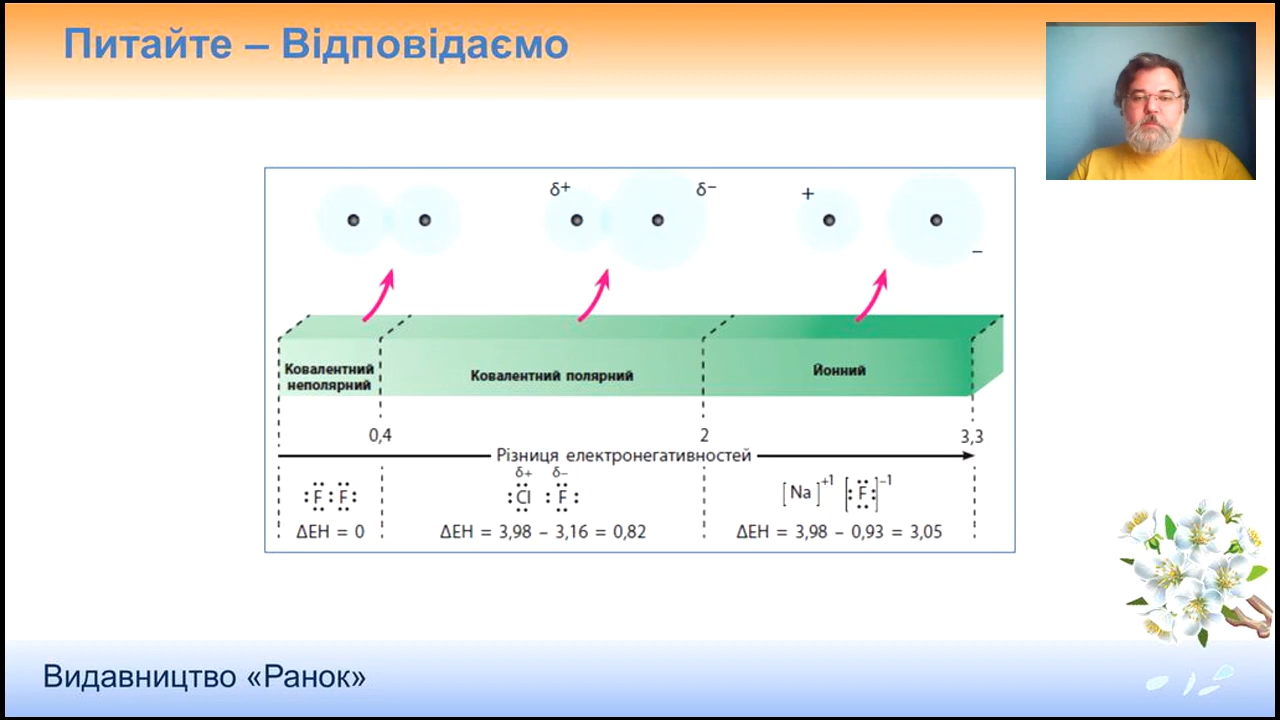 Питайте – Відповідаємо
δ+ δ– + –
Ковалентний
неполярний
Ковалентний полярний
Йонний
0,4 2 3,3
Різниця електронегативностей
δ+ δ–
:F:F: :Cl :F: [Na]+1 [:F:]–1
ΔЕН = 0 ΔЕН = 3,98 – 3,16 = 0,82 ΔЕН = 3,98 – 0,93 = 3,05
Видавництво «Ранок»